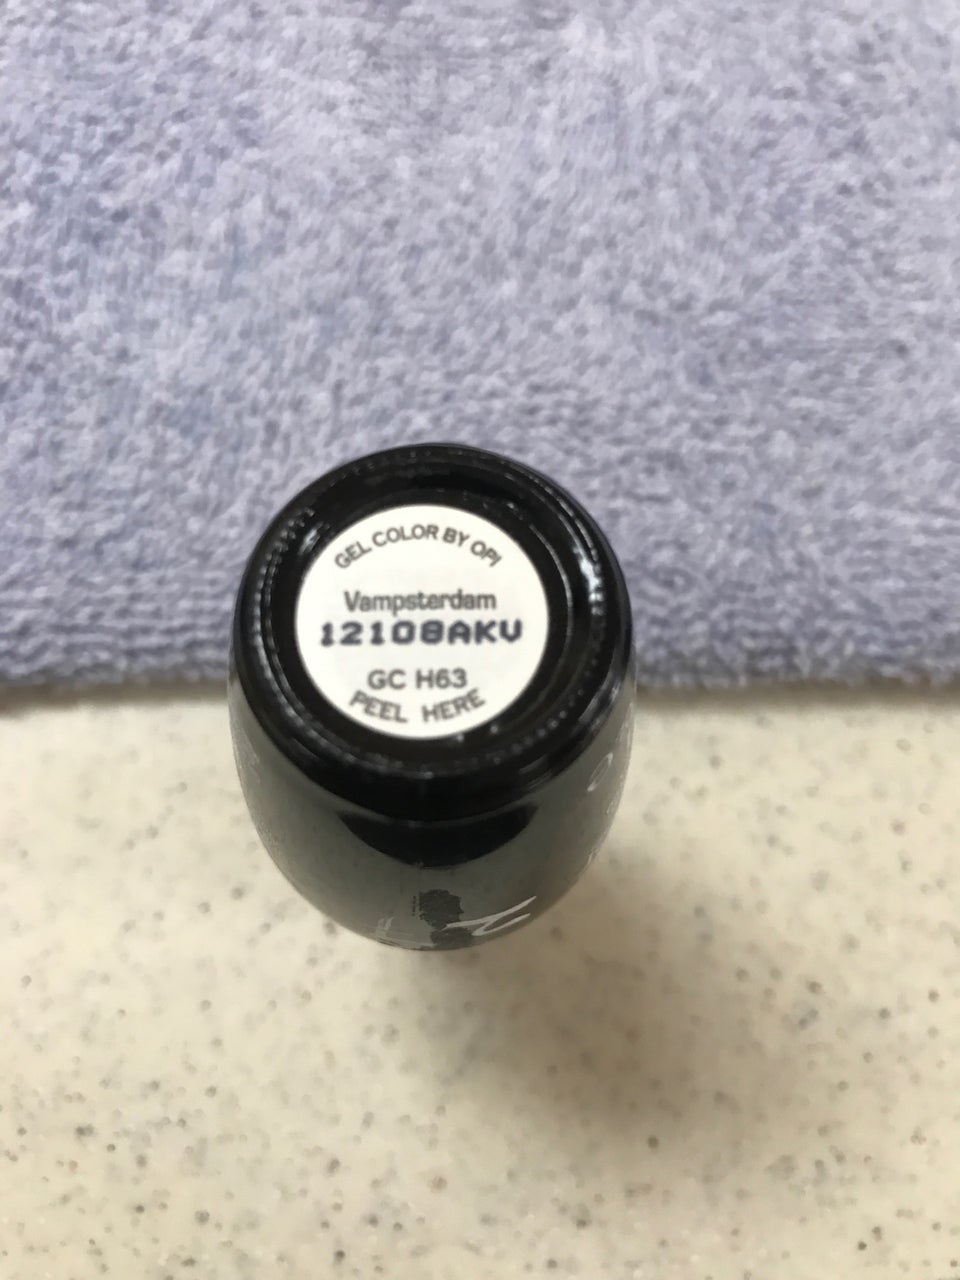 GEL COLOR BY OPI
Vampsterdam
12108AKV
GC H63
PEEL HERE